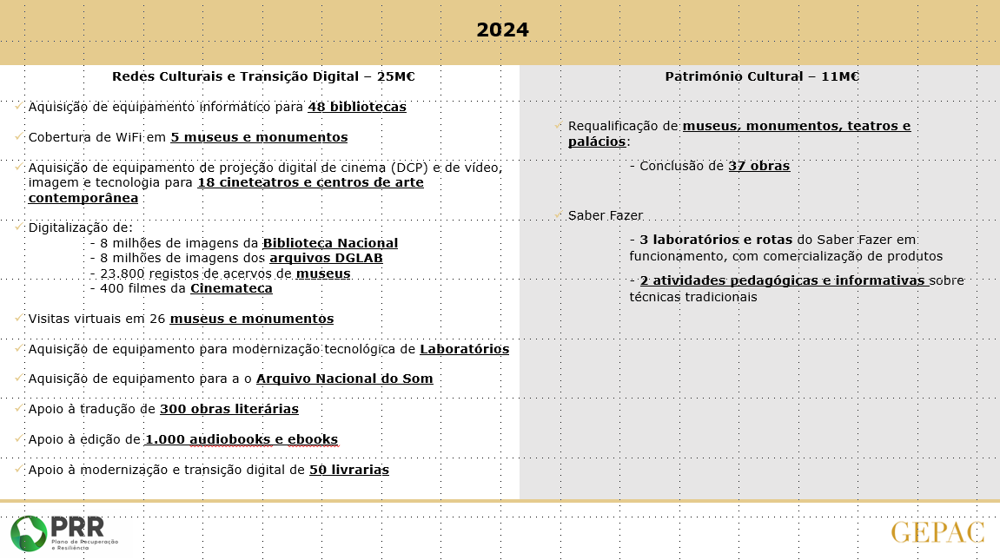 2024
Redes Culturais e Transição Digital – 25M€
Aquisição de equipamento informático para 48 bibliotecas
Cobertura de WiFi em 5 museus e monumentos
Aquisição de equipamento de projeção digital de cinema (DCP) e de vídeo,
imagem e tecnologia para 18 cineteatros e centros de arte
contemporânea
Digitalização de:
- 8 milhões de imagens da Biblioteca Nacional
- 8 milhões de imagens dos arquivos DGLAB
- 23.800 registos de acervos de museus
- 400 filmes da Cinemateca
Visitas virtuais em 26 museus e monumentos
Aquisição de equipamento para modernização tecnológica de Laboratórios
Aquisição de equipamento para a o Arquivo Nacional do Som
Apoio à tradução de 300 obras literárias
Apoio à edição de 1.000 audiobooks e ebooks
Apoio à modernização e transição digital de 50 livrarias
Património Cultural – 11M€
Requalificação de museus, monumentos, teatros e
palácios:
- Conclusão de 37 obras
Saber Fazer
- 3 laboratórios e rotas do Saber Fazer em
funcionamento, com comercialização de produtos
- 2 atividades pedagógicas e informativas sobre
técnicas tradicionais
PRR
Plano de Recuperação
e Resiliência
GEPAC